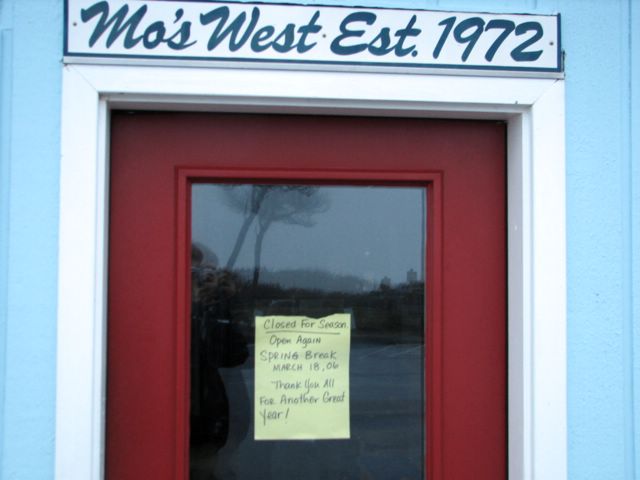 Mo's West Est. 1972
Closed For Season.
Open Again
SPRING Break
MARCH 18, 06
Thank You All
For Another Great
Year!